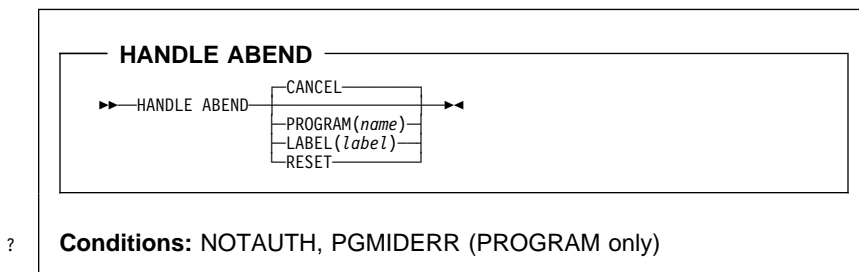 HANDLE ABEND
CANCEL
►►──HANDLE ABEND──►◄
PROGRAM(name)
LABEL(label)
RESET
? Conditions: NOTAUTH, PGMIDERR (PROGRAM only)